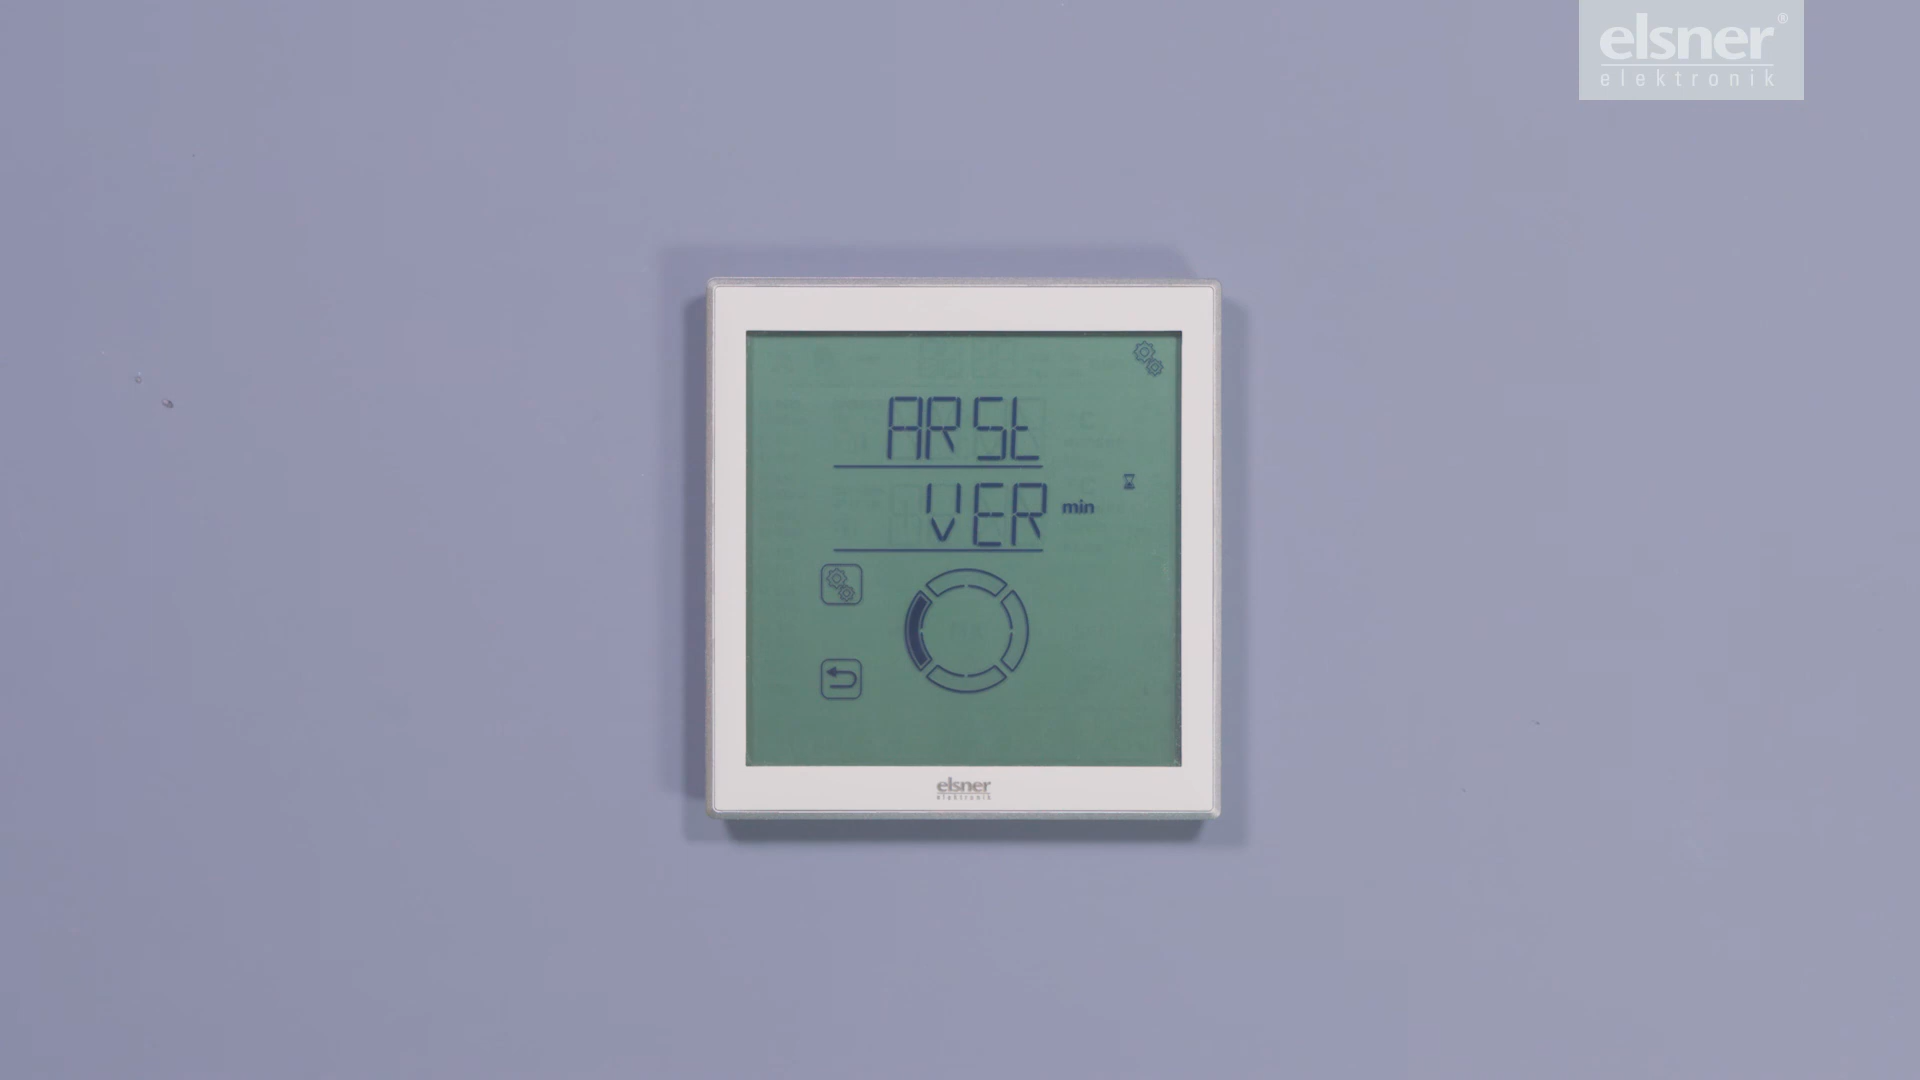 elsner®
elektronik
ARSt
VER min
elsner
elektronik